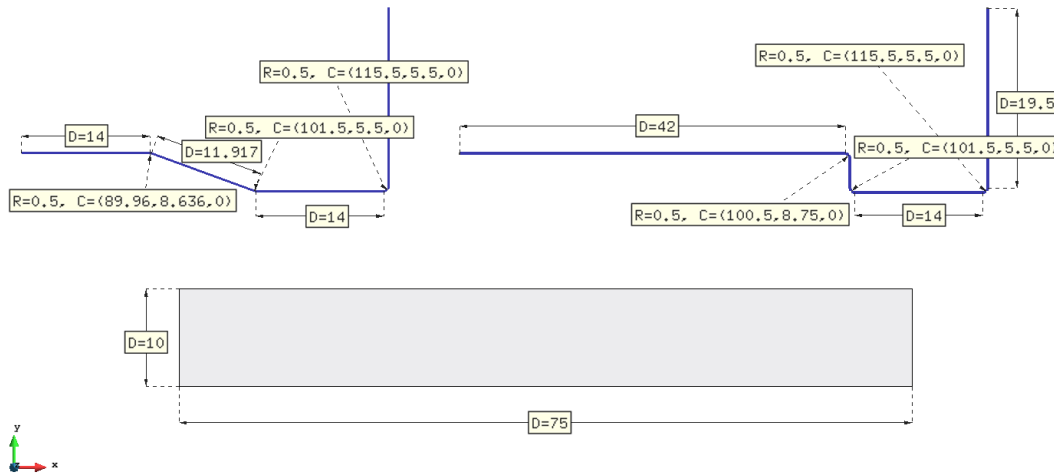 R=0.5, C=(115.5,5.5,0)
R=0.5, C=(101.5,5.5,0)
D=14
D=11.917
R=0.5, C=(89.96,8.636,0)
D=14
R=0.5, C=(115.5,5.5,0)
D=19.5
D=42
R=0.5, C=(101.5,5.5,0)
R=0.5, C=(100.5,8.75,0)
D=14
D=10
D=75
y
x